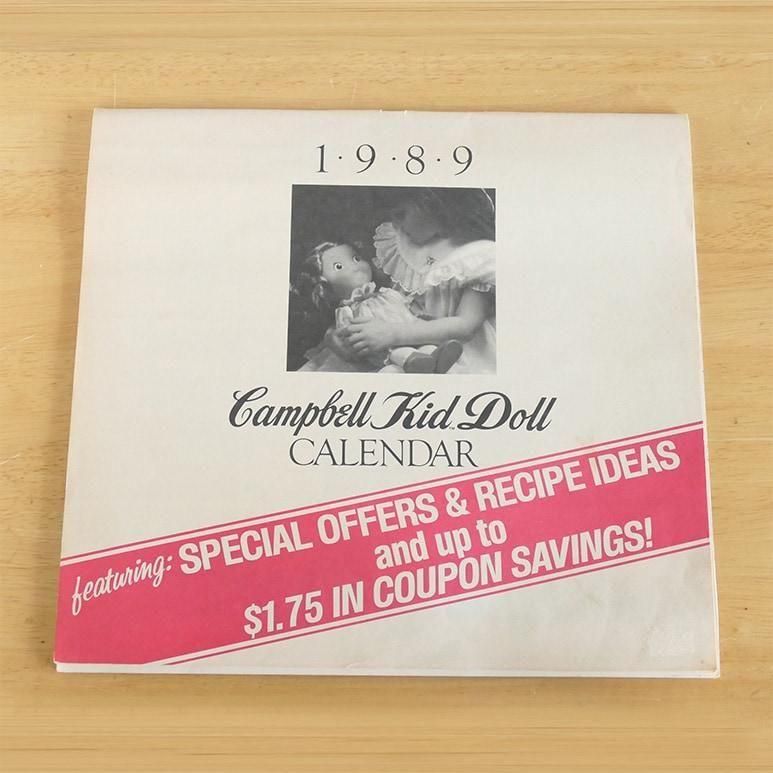 1·9·8·9
Campbell Kid™ Doll
CALENDAR
featuring: SPECIAL OFFERS & RECIPE IDEAS
and up to
$1.75 IN COUPON SAVINGS!